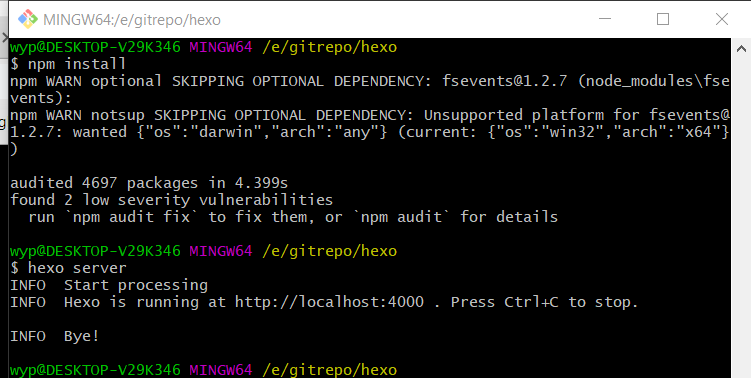 MINGW64:/e/gitrepo/hexo
wyp@DESKTOP-V29K346 MINGW64 /e/gitrepo/hexo
$ npm install
npm WARN optional SKIPPING OPTIONAL DEPENDENCY: fsevents@1.2.7 (node_modules\fse
vents):
npm WARN notsup SKIPPING OPTIONAL DEPENDENCY: Unsupported platform for fsevents@
1.2.7: wanted {"os":"darwin","arch":"any"} (current: {"os":"win32","arch":"x64"}
)
audited 4697 packages in 4.399s
found 2 low severity vulnerabilities
  run `npm audit fix` to fix them, or `npm audit` for details
wyp@DESKTOP-V29K346 MINGW64 /e/gitrepo/hexo
$ hexo server
INFO  Start processing
INFO  Hexo is running at http://localhost:4000 . Press Ctrl+C to stop.
INFO  Bye!
wyp@DESKTOP-V29K346 MINGW64 /e/gitrepo/hexo